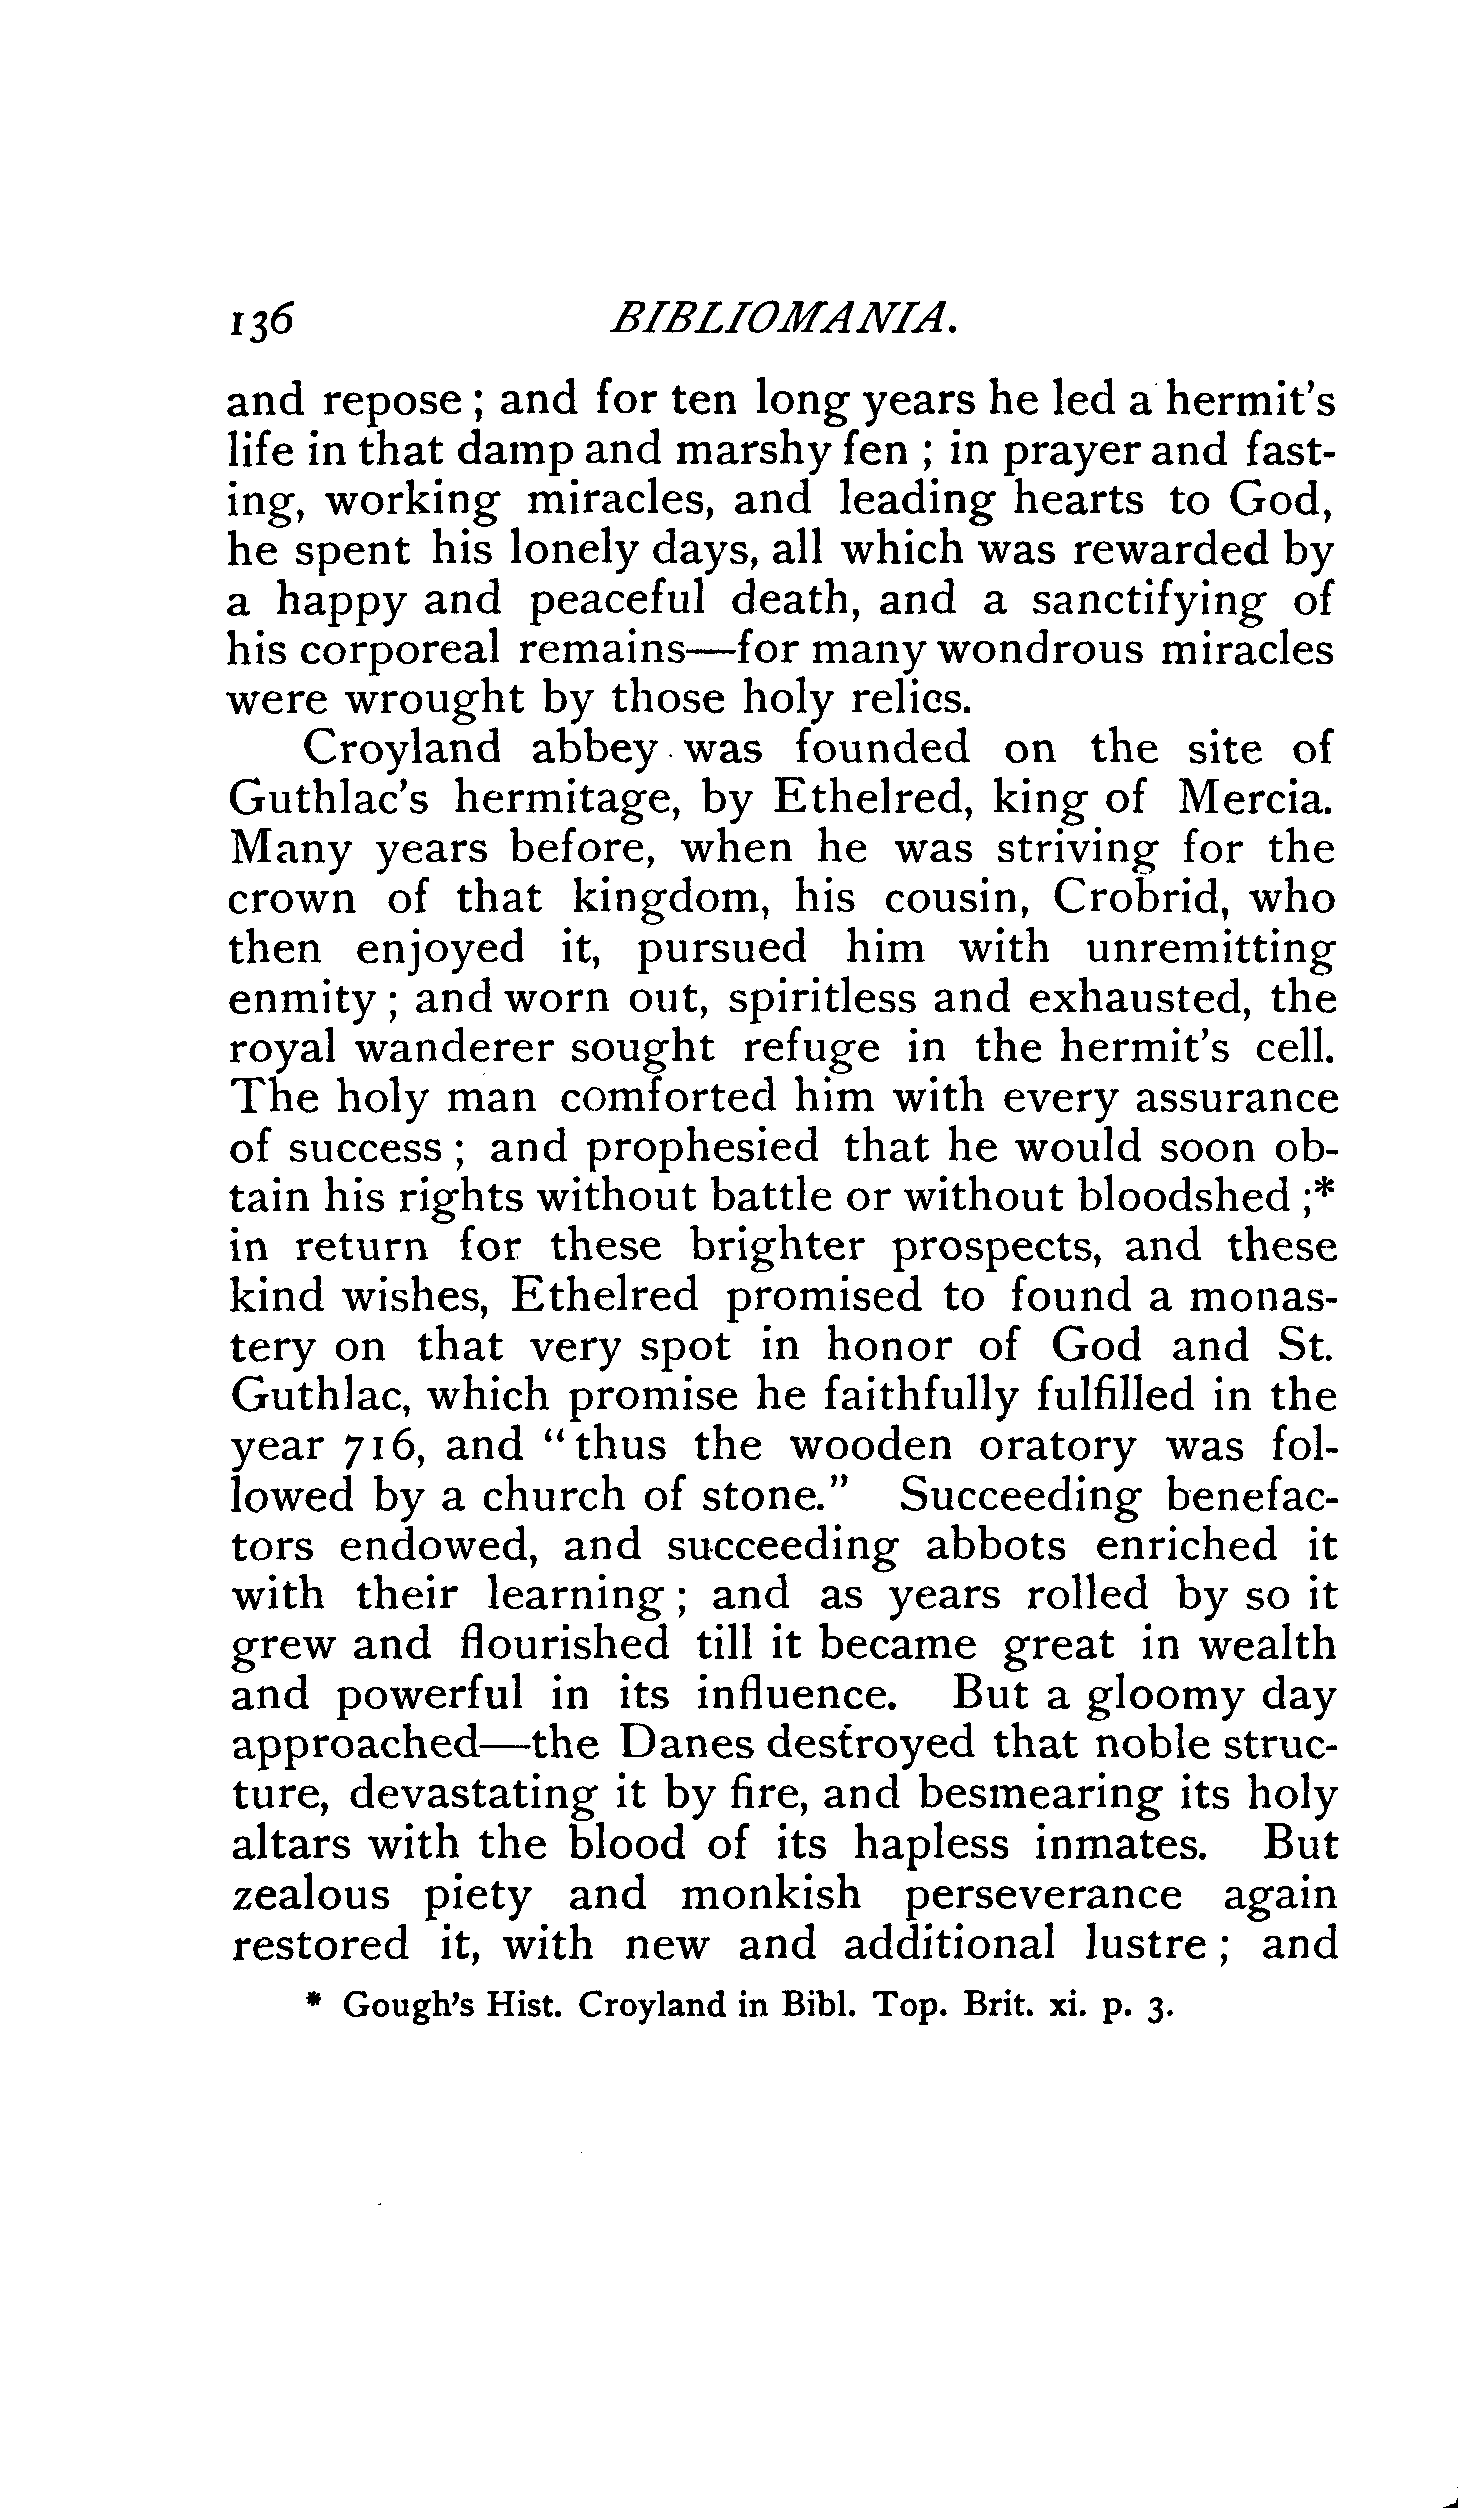 136 BIBLIOMANIA.
and repose ; and for ten long years he led a hermit's
life in that damp and marshy fen ; in prayer and fast-
ing, working miracles, and leading hearts to God,
he spent his lonely days, all which was rewarded by
a happy and peaceful death, and a sanctifying of
his corporeal remains—for many wondrous miracles
were wrought by those holy relics.
Croyland abbey was founded on the site of
Guthlac's hermitage, by Ethelred, king of Mercia.
Many years before, when he was striving for the
crown of that kingdom, his cousin, Crobrid, who
then enjoyed it, pursued him with unremitting
enmity ; and worn out, spiritless and exhausted, the
royal wanderer sought refuge in the hermit's cell.
The holy man comforted him with every assurance
of success ; and prophesied that he would soon ob-
tain his rights without battle or without bloodshed ;*
in return for these brighter prospects, and these
kind wishes, Ethelred promised to found a monas-
tery on that very spot in honor of God and St.
Guthlac, which promise he faithfully fulfilled in the
year 716, and "thus the wooden oratory was fol-
lowed by a church of stone." Succeeding benefac-
tors endowed, and succeeding abbots enriched it
with their learning ; and as years rolled by so it
grew and flourished till it became great in wealth
and powerful in its influence. But a gloomy day
approached—the Danes destroyed that noble struc-
ture, devastating it by fire, and besmearing its holy
altars with the blood of its hapless inmates. But
zealous piety and monkish perseverance again
restored it, with new and additional lustre ; and
* Gough's Hist. Croyland in Bibl. Top. Brit. xi. p. 3.